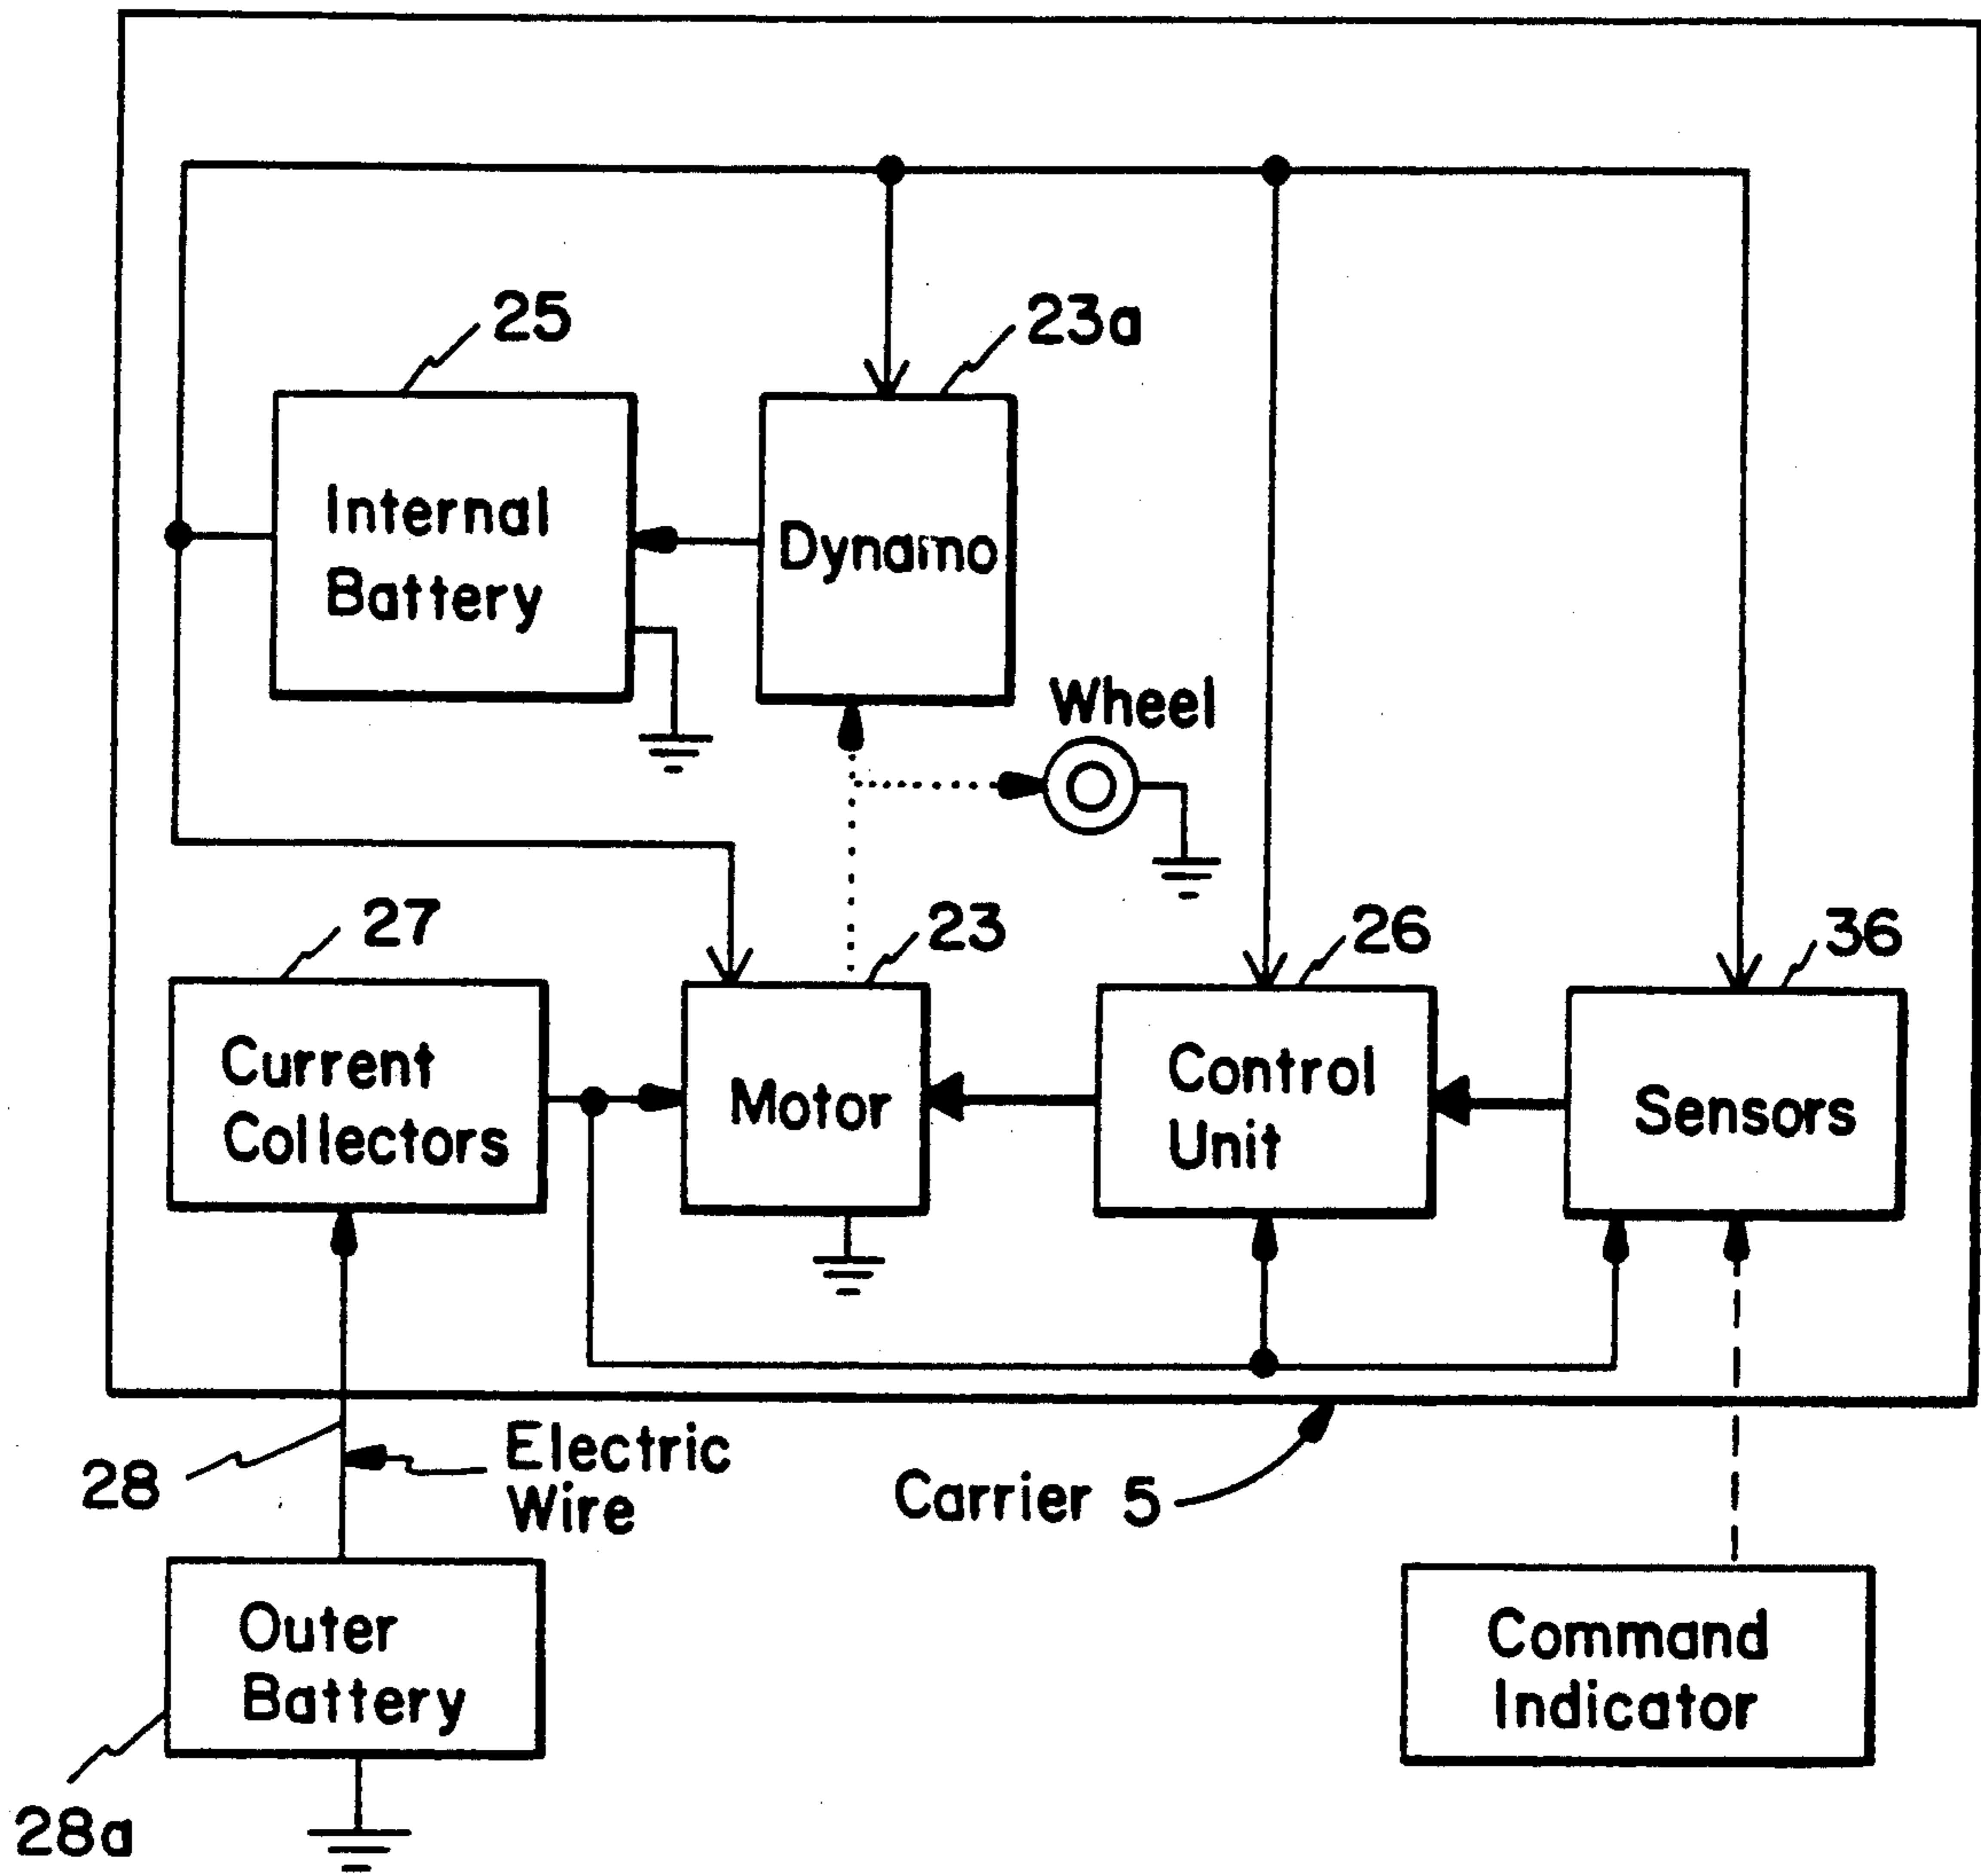 25
23a
Internal
Battery
Dynamo
Wheel
27
23
26
36
Current
Collectors
Motor
Control
Unit
Sensors
28
Electric
Wire
Carrier 5
Outer
Battery
Command
Indicator
28a